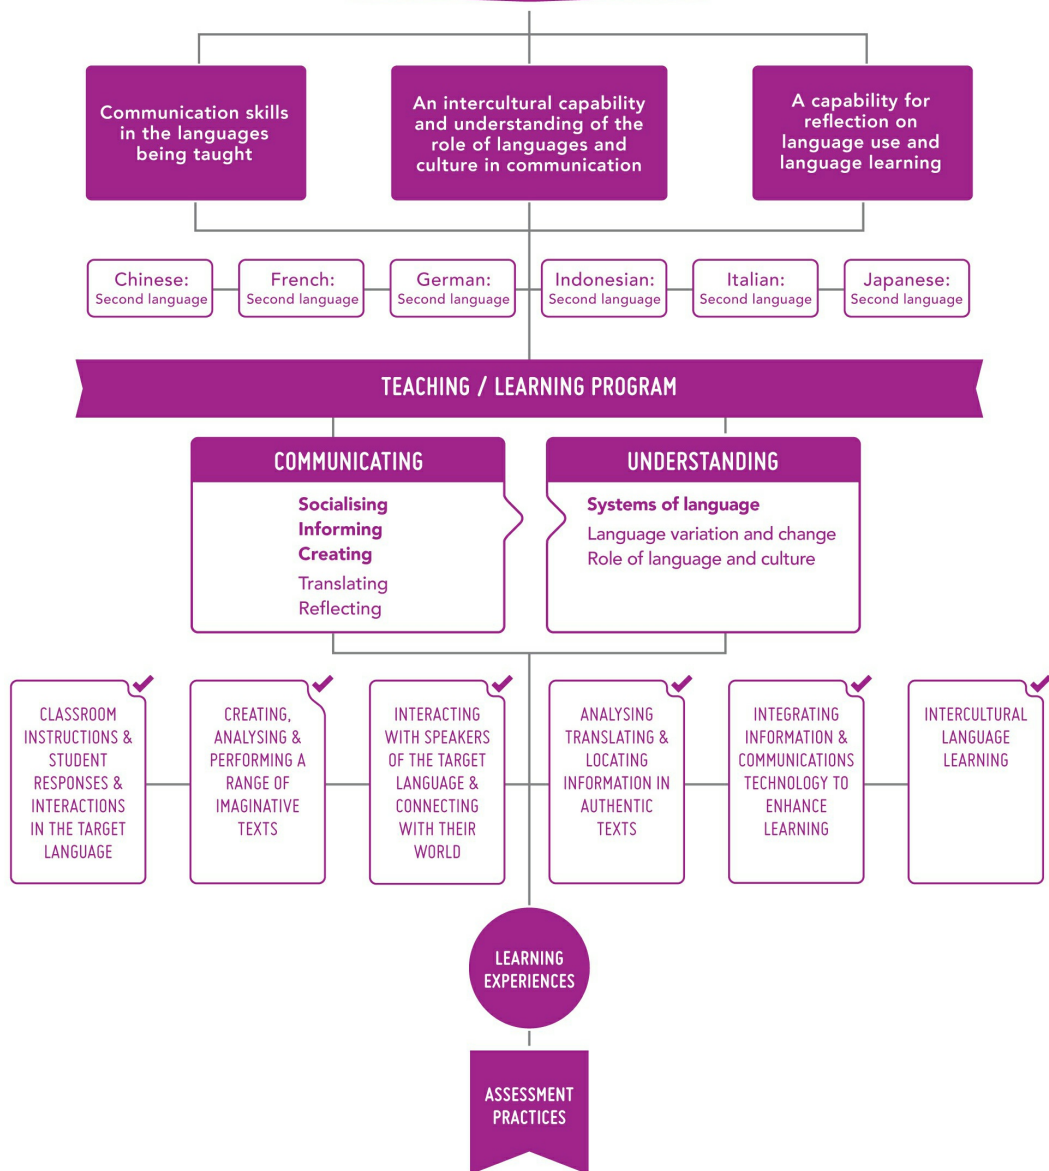 Communication skills
in the languages
being taught
An intercultural capability
and understanding of the
role of languages and
culture in communication
A capability for
reflection on
language use and
language learning
Chinese:
Second language
French:
Second language
German:
Second language
Indonesian:
Second language
Italian:
Second language
Japanese:
Second language
TEACHING / LEARNING PROGRAM
COMMUNICATING
Socialising
Informing
Creating
Translating
Reflecting
UNDERSTANDING
Systems of language
Language variation and change
Role of language and culture
CLASSROOM
INSTRUCTIONS &
STUDENT
RESPONSES &
INTERACTIONS
IN THE TARGET
LANGUAGE
CREATING,
ANALYSING &
PERFORMING A
RANGE OF
IMAGINATIVE
TEXTS
INTERACTING
WITH SPEAKERS
OF THE TARGET
LANGUAGE &
CONNECTING
WITH THEIR
WORLD
ANALYSING
TRANSLATING &
LOCATING
INFORMATION IN
AUTHENTIC
TEXTS
INTEGRATING
INFORMATION &
COMMUNICATIONS
TECHNOLOGY TO
ENHANCE
LEARNING
INTERCULTURAL
LANGUAGE
LEARNING
LEARNING
EXPERIENCES
ASSESSMENT
PRACTICES